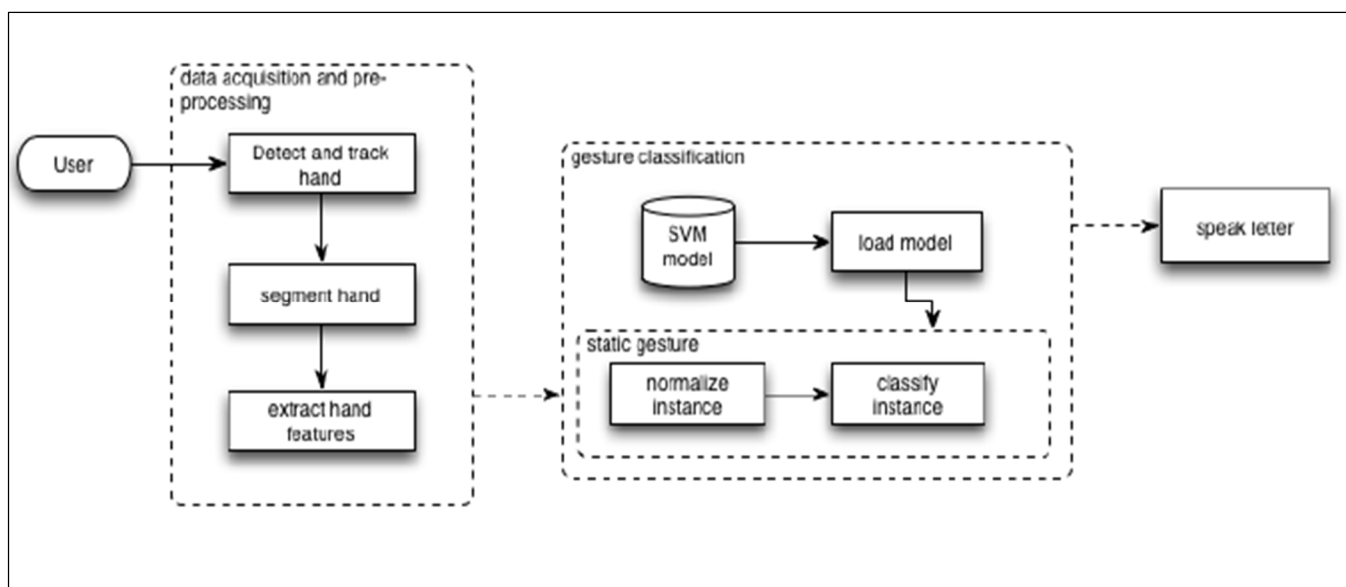 data acquisition and pre-
processing
User
Detect and track
hand
segment hand
extract hand
features
gesture classification
SVM
model
load model
static gesture
normalize
instance
classify
instance
speak letter